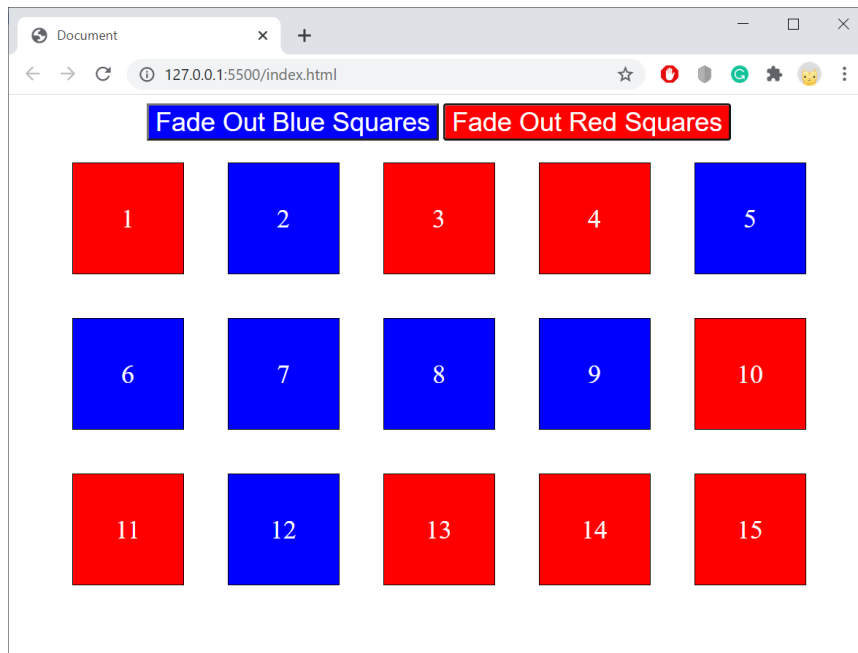 Document
127.0.0.1:5500/index.html
Fade Out Blue Squares Fade Out Red Squares
1 2 3 4 5
6 7 8 9 10
11 12 13 14 15